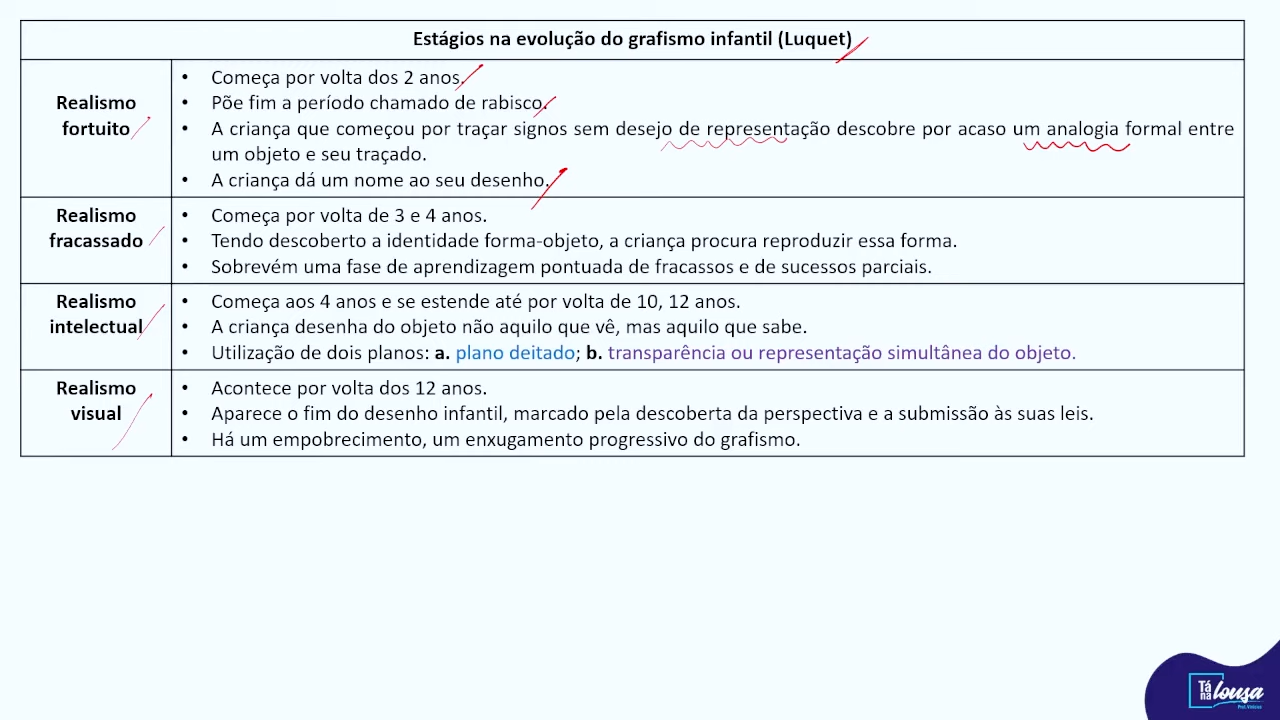 Estágios na evolução do grafismo infantil (Luquet)
Realismo
fortuito
• Começa por volta dos 2 anos.
• Põe fim a período chamado de rabisco.
• A criança que começou por traçar signos sem desejo de representação descobre por acaso um analogia formal entre
um objeto e seu traçado.
• A criança dá um nome ao seu desenho.
Realismo
fracassado
• Começa por volta de 3 e 4 anos.
• Tendo descoberto a identidade forma-objeto, a criança procura reproduzir essa forma.
• Sobrevém uma fase de aprendizagem pontuada de fracassos e de sucessos parciais.
Realismo
intelectual
• Começa aos 4 anos e se estende até por volta de 10, 12 anos.
• A criança desenha do objeto não aquilo que vê, mas aquilo que sabe.
• Utilização de dois planos: a. plano deitado; b. transparência ou representação simultânea do objeto.
Realismo
visual
• Acontece por volta dos 12 anos.
• Aparece o fim do desenho infantil, marcado pela descoberta da perspectiva e a submissão às suas leis.
• Há um empobrecimento, um enxugamento progressivo do grafismo.
Tá
na lousa
Prof. Vinícius